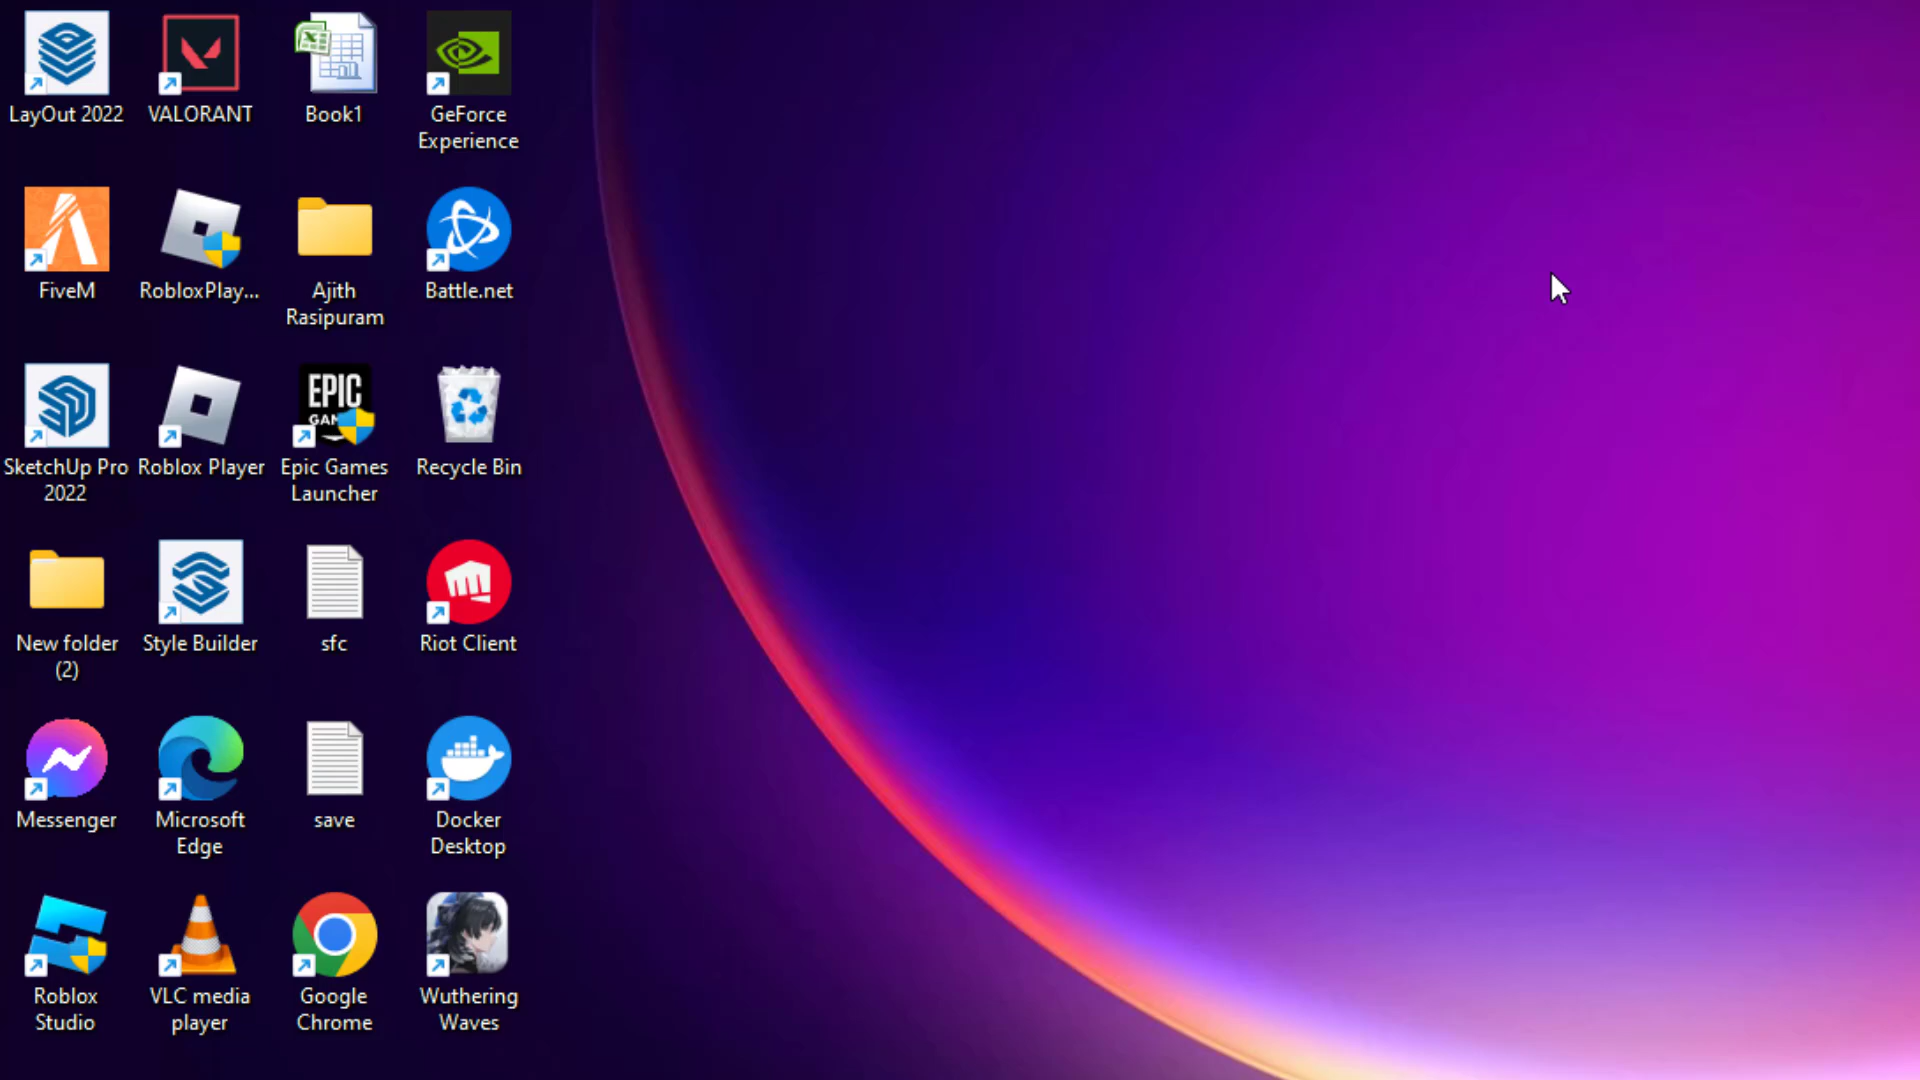 LayOut 2022
VALORANT
Book1
GeForce
Experience
FiveM
RobloxPlay...
Ajith
Rasipuram
Battle.net
SketchUp Pro
2022
Roblox Player
EPIC
GAM
Epic Games
Launcher
Recycle Bin
New folder
(2)
Style Builder
sfc
Riot Client
Messenger
Microsoft
Edge
save
Docker
Desktop
Roblox
Studio
VLC media
player
Google
Chrome
Wuthering
Waves